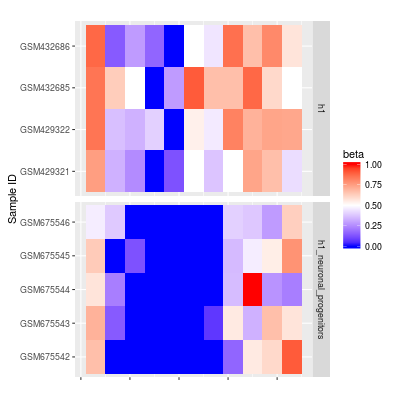 GSM432686
GSM432685
GSM429322
GSM429321
h1
GSM675546
GSM675545
GSM675544
GSM675543
GSM675542
h1_neuronal_progenitors
Sample ID
beta
1.00
0.75
0.50
0.25
0.00